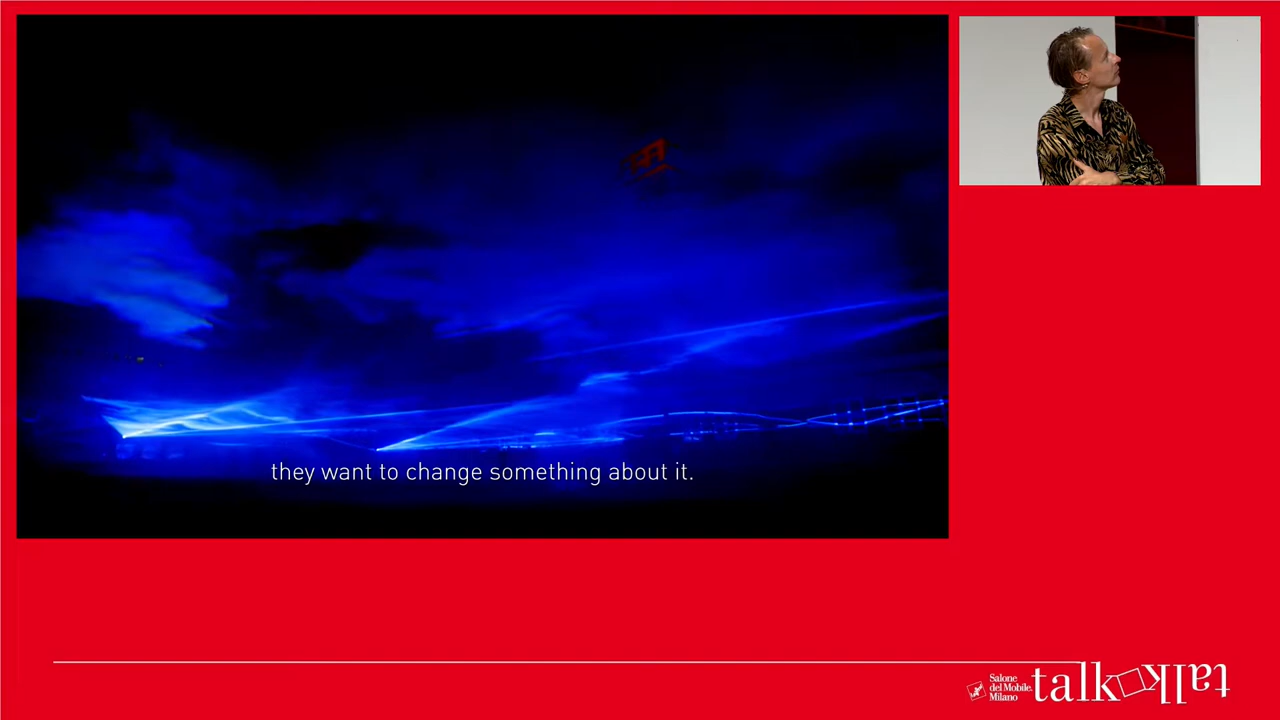 they want to change something about it.
Salone
del Mobile.
Milano
talk talk